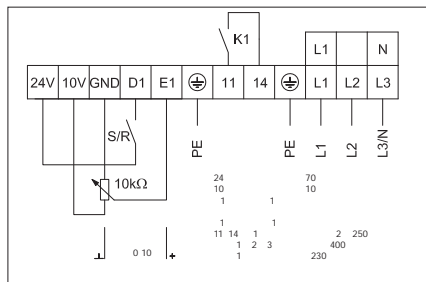 K1
L1 N
24V 10V GND D1 E1 11 14 L1 L2 L3
S/R
PE PE L1 L2 L3/N
10kΩ
24 70
10 10
1 1
1 1
11 14 1 2 250
1 2 3 400
1 230
0 10 +